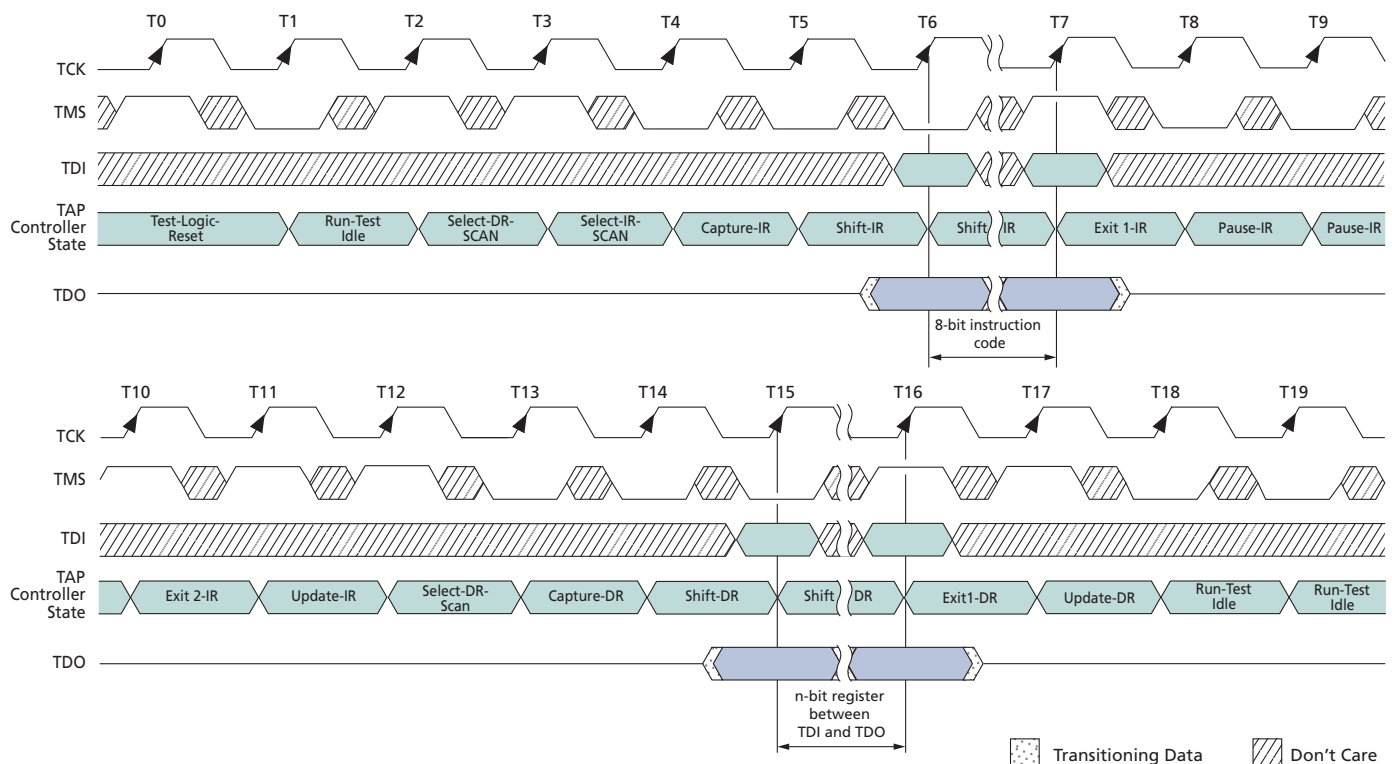 T0 T1 T2 T3 T4 T5 T6 T7 T8 T9
TCK
TMS
TDI
TAP
Controller
State
Test-Logic-
Reset
Run-Test
Idle
Select-DR-
SCAN
Select-IR-
SCAN
Capture-IR
Shift-IR
Shift IR
Exit 1-IR
Pause-IR
Pause-IR
TDO
8-bit instruction
code
T10 T11 T12 T13 T14 T15 T16 T17 T18 T19
TCK
TMS
TDI
TAP
Controller
State
Exit 2-IR
Update-IR
Select-DR-
Scan
Capture-DR
Shift-DR
Shift DR
Exit1-DR
Update-DR
Run-Test
Idle
Run-Test
Idle
TDO
n-bit register
between
TDI and TDO
Transitioning Data
Don't Care